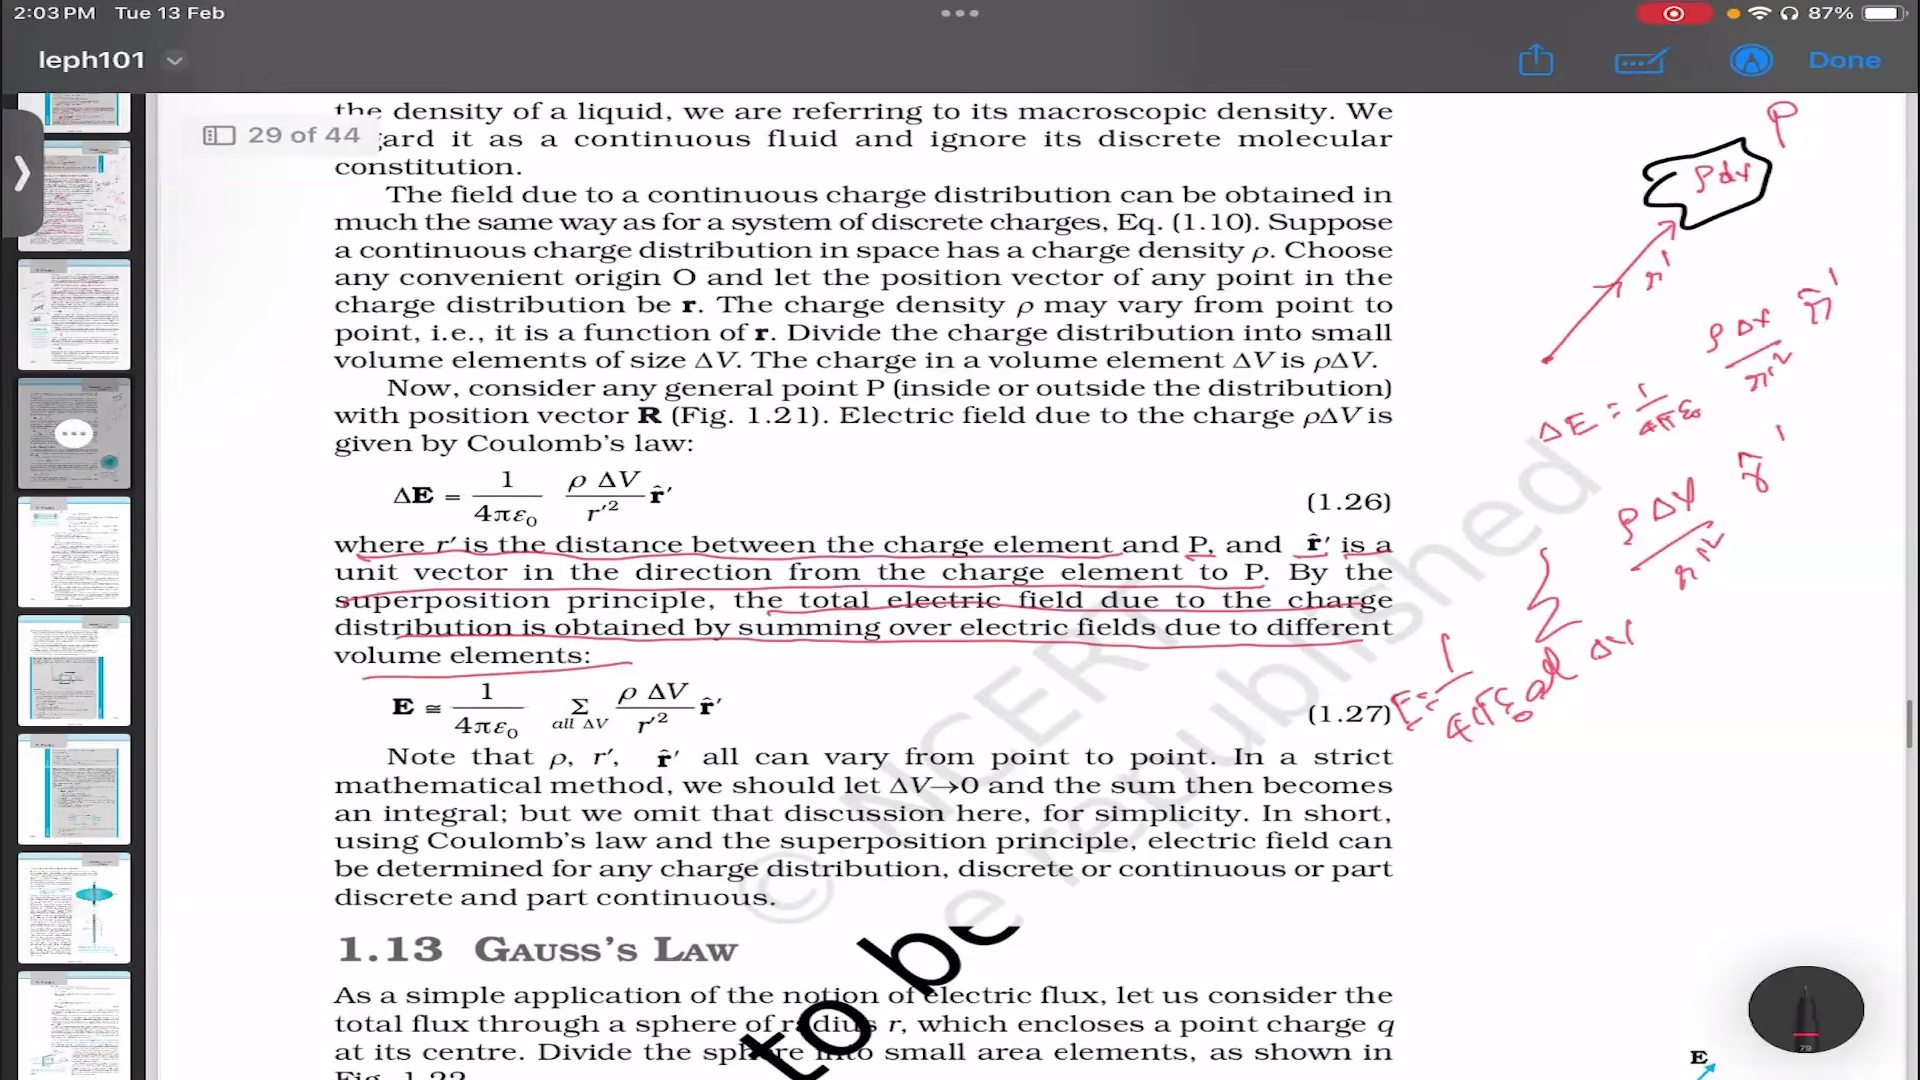 2:03 PM Tue 13 Feb
87%
leph101
Done
29 of 44
the density of a liquid, we are referring to its macroscopic density. We
gard it as a continuous fluid and ignore its discrete molecular
constitution.
The field due to a continuous charge distribution can be obtained in
much the same way as for a system of discrete charges, Eq. (1.10). Suppose
a continuous charge distribution in space has a charge density ρ. Choose
any convenient origin O and let the position vector of any point in the
charge distribution be r. The charge density ρ may vary from point to
point, i.e., it is a function of r. Divide the charge distribution into small
volume elements of size ΔV. The charge in a volume element ΔV is ρΔV.
Now, consider any general point P (inside or outside the distribution)
with position vector R (Fig. 1.21). Electric field due to the charge ρΔV is
given by Coulomb's law:
ΔE = 1/4πε₀ ρ ΔV/r'² r̂' (1.26)
where r' is the distance between the charge element and P, and r̂' is a
unit vector in the direction from the charge element to P. By the
superposition principle, the total electric field due to the charge
distribution is obtained by summing over electric fields due to different
volume elements:
E ≅ 1/4πε₀ Σ all ΔV ρ ΔV/r'² r̂' (1.27)
Note that ρ, r', r̂' all can vary from point to point. In a strict
mathematical method, we should let ΔV→0 and the sum then becomes
an integral; but we omit that discussion here, for simplicity. In short,
using Coulomb's law and the superposition principle, electric field can
be determined for any charge distribution, discrete or continuous or part
discrete and part continuous.
1.13 GAUSS'S LAW
As a simple application of the notion of electric flux, let us consider the
total flux through a sphere of radius r, which encloses a point charge q
at its centre. Divide the sphere into small area elements, as shown in
Fig. 1.22
© NCERT
to be republished
P
ρdv
r'
ΔE = 1/4πε₀ ρ ΔV/r'² r̂'
E = 1/4πε₀ Σ ρ ΔV/r'² r̂'
all ΔV
E